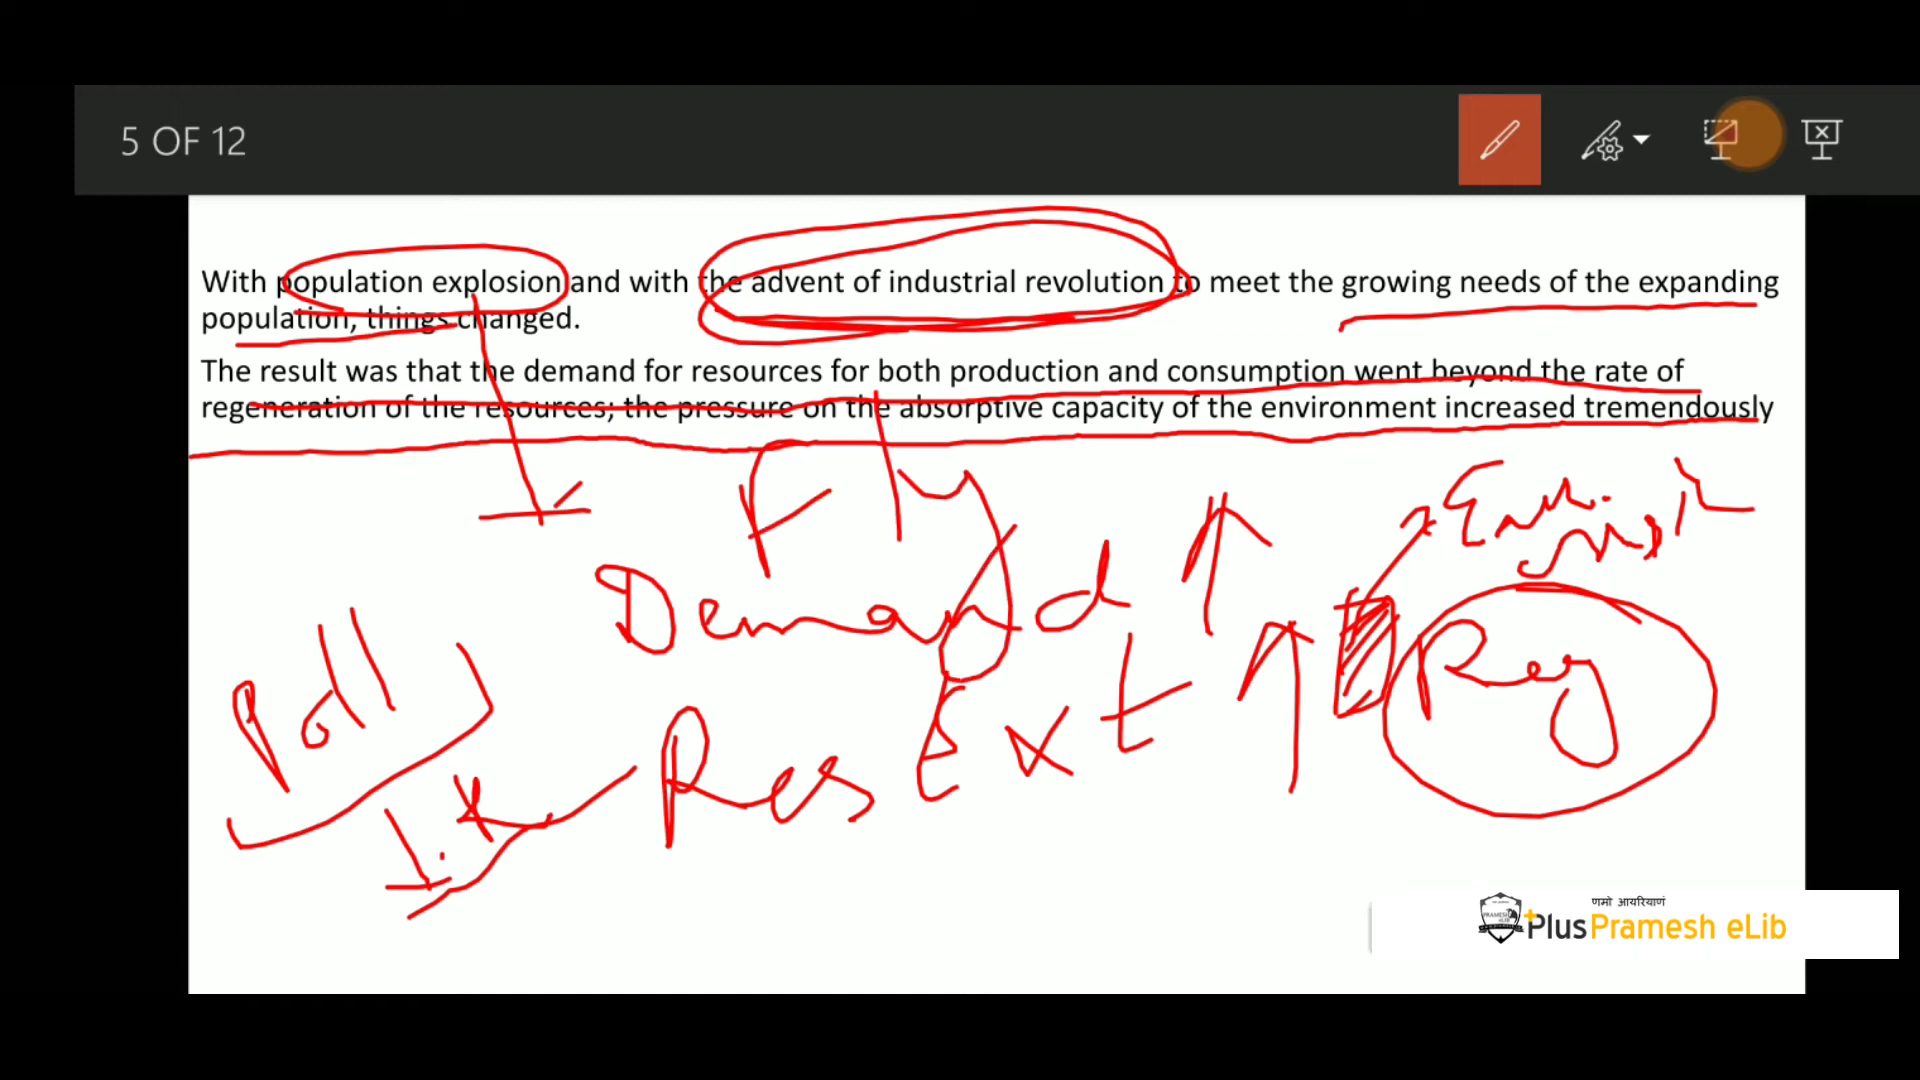 5 OF 12
With population explosion and with the advent of industrial revolution to meet the growing needs of the expanding
population, things changed.
The result was that the demand for resources for both production and consumption went beyond the rate of
regeneration of the resources; the pressure on the absorptive capacity of the environment increased tremendously
Demand
Reg
Poll
Res Ext
णमो आयरियाणं
PlusPramesh eLib